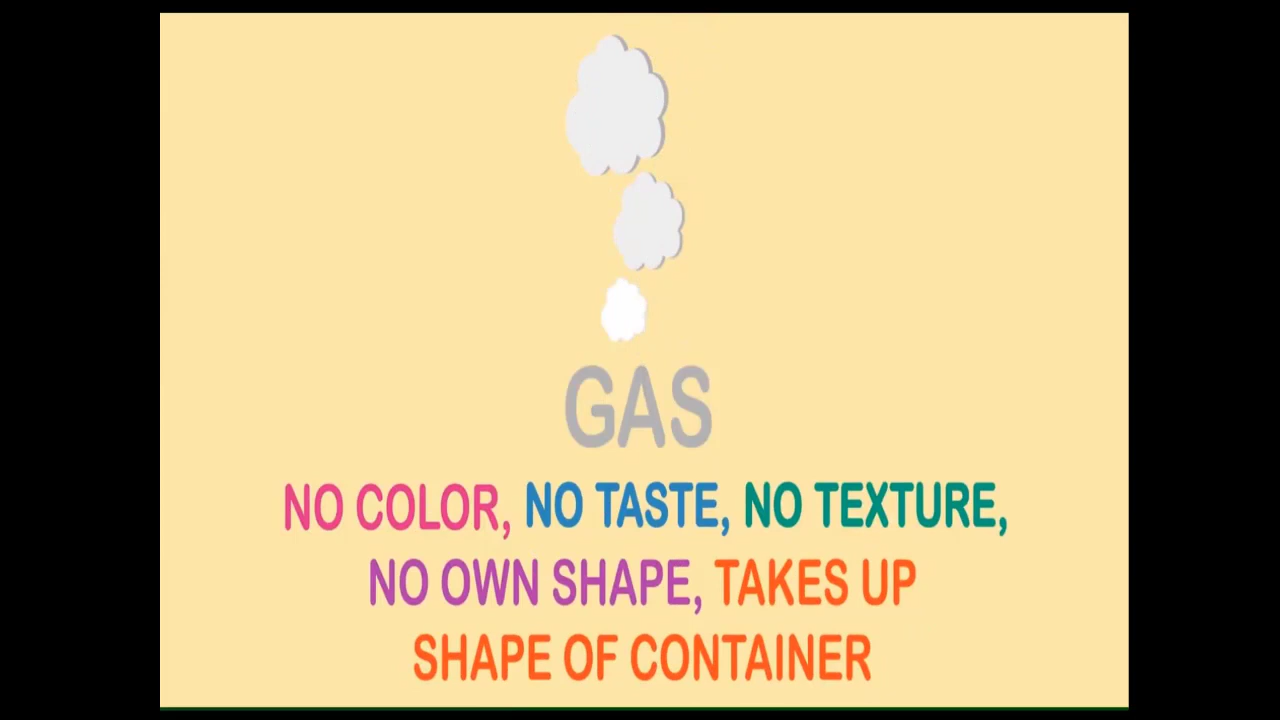 GAS
NO COLOR, NO TASTE, NO TEXTURE,
NO OWN SHAPE, TAKES UP
SHAPE OF CONTAINER